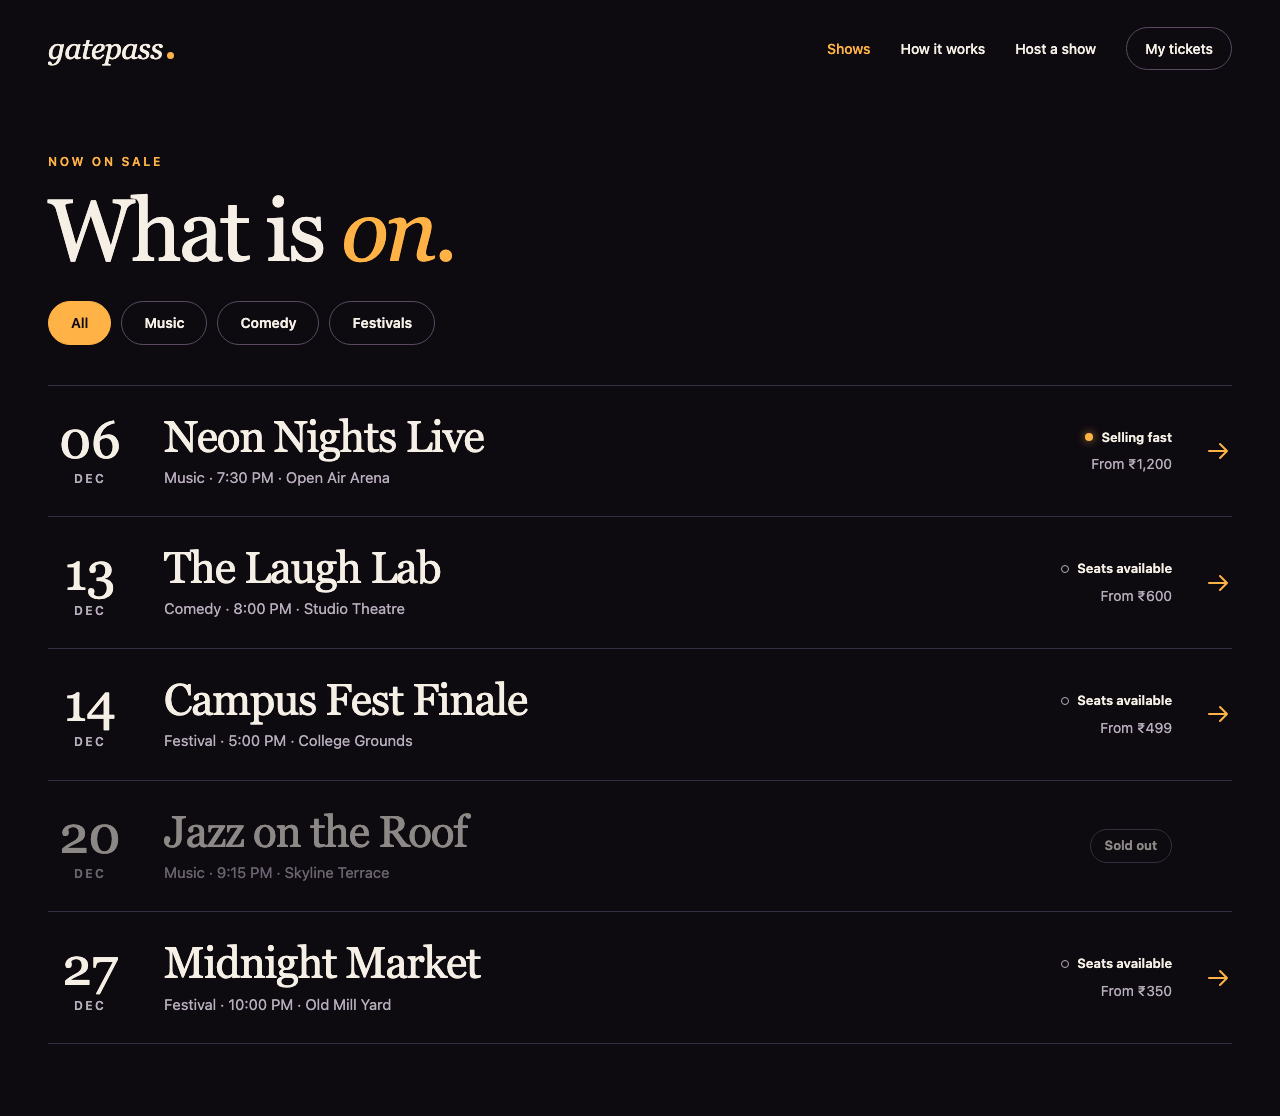 gatepass.
Shows
How it works
Host a show
My tickets
NOW ON SALE
What is on.
All
Music
Comedy
Festivals
06
DEC
Neon Nights Live
Music · 7:30 PM · Open Air Arena
Selling fast
From ₹1,200
13
DEC
The Laugh Lab
Comedy · 8:00 PM · Studio Theatre
Seats available
From ₹600
14
DEC
Campus Fest Finale
Festival · 5:00 PM · College Grounds
Seats available
From ₹499
20
DEC
Jazz on the Roof
Music · 9:15 PM · Skyline Terrace
Sold out
27
DEC
Midnight Market
Festival · 10:00 PM · Old Mill Yard
Seats available
From ₹350